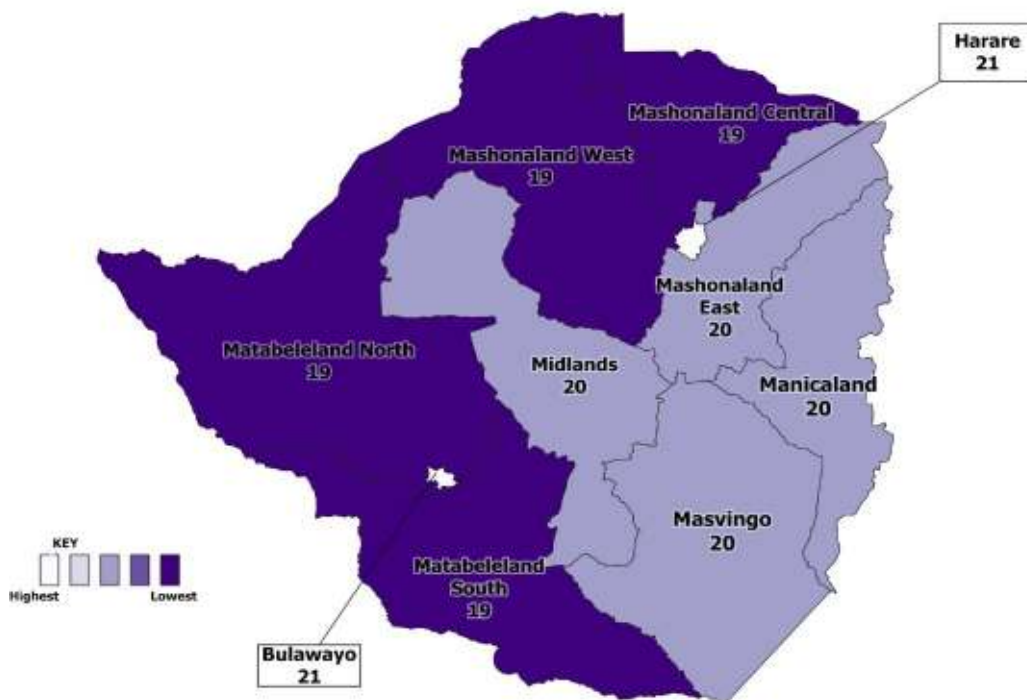 Harare
21
Mashonaland Central
19
Mashonaland West
19
Mashonaland
East
20
Matabeleland North
19
Midlands
20
Manicaland
20
Masvingo
20
KEY
Highest
Lowest
Matabeleland
South
19
Bulawayo
21